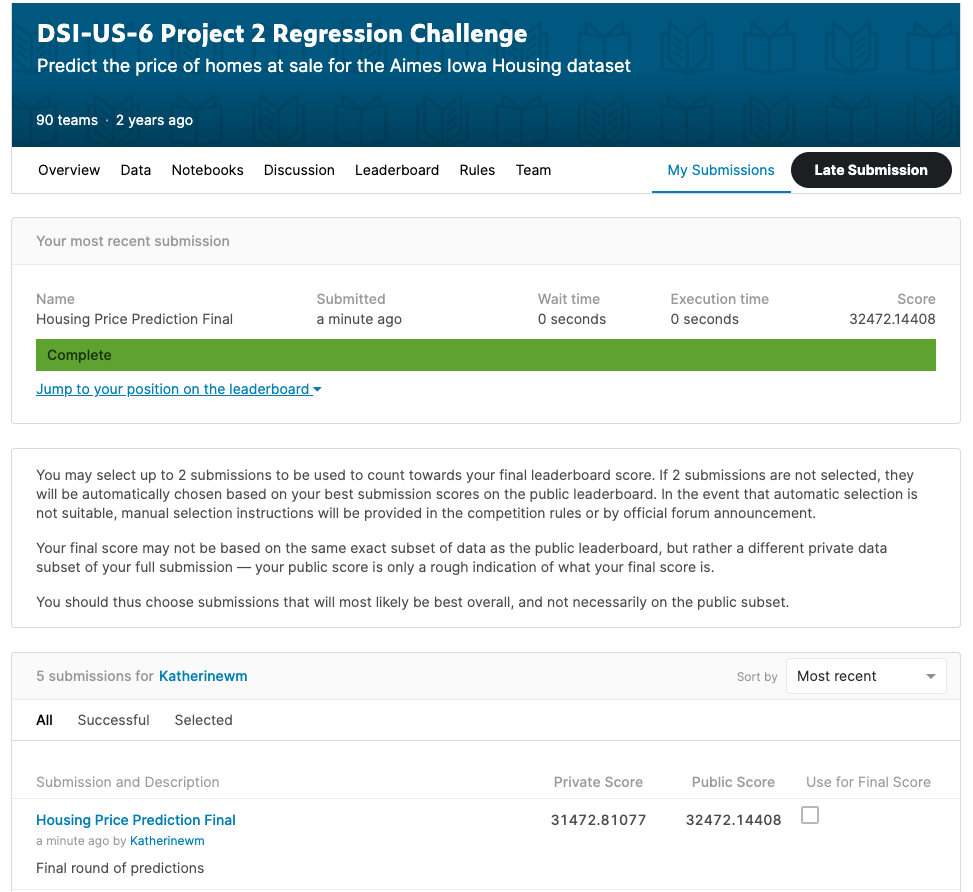 DSI-US-6 Project 2 Regression Challenge
Predict the price of homes at sale for the Aimes Iowa Housing dataset
90 teams · 2 years ago
Overview Data Notebooks Discussion Leaderboard Rules Team My Submissions Late Submission
Your most recent submission
Name Submitted Wait time Execution time Score
Housing Price Prediction Final a minute ago 0 seconds 0 seconds 32472.14408
Complete
Jump to your position on the leaderboard
You may select up to 2 submissions to be used to count towards your final leaderboard score. If 2 submissions are not selected, they
will be automatically chosen based on your best submission scores on the public leaderboard. In the event that automatic selection is
not suitable, manual selection instructions will be provided in the competition rules or by official forum announcement.
Your final score may not be based on the same exact subset of data as the public leaderboard, but rather a different private data
subset of your full submission — your public score is only a rough indication of what your final score is.
You should thus choose submissions that will most likely be best overall, and not necessarily on the public subset.
5 submissions for Katherinewm Sort by Most recent
All Successful Selected
Submission and Description Private Score Public Score Use for Final Score
Housing Price Prediction Final 31472.81077 32472.14408
a minute ago by Katherinewm
Final round of predictions